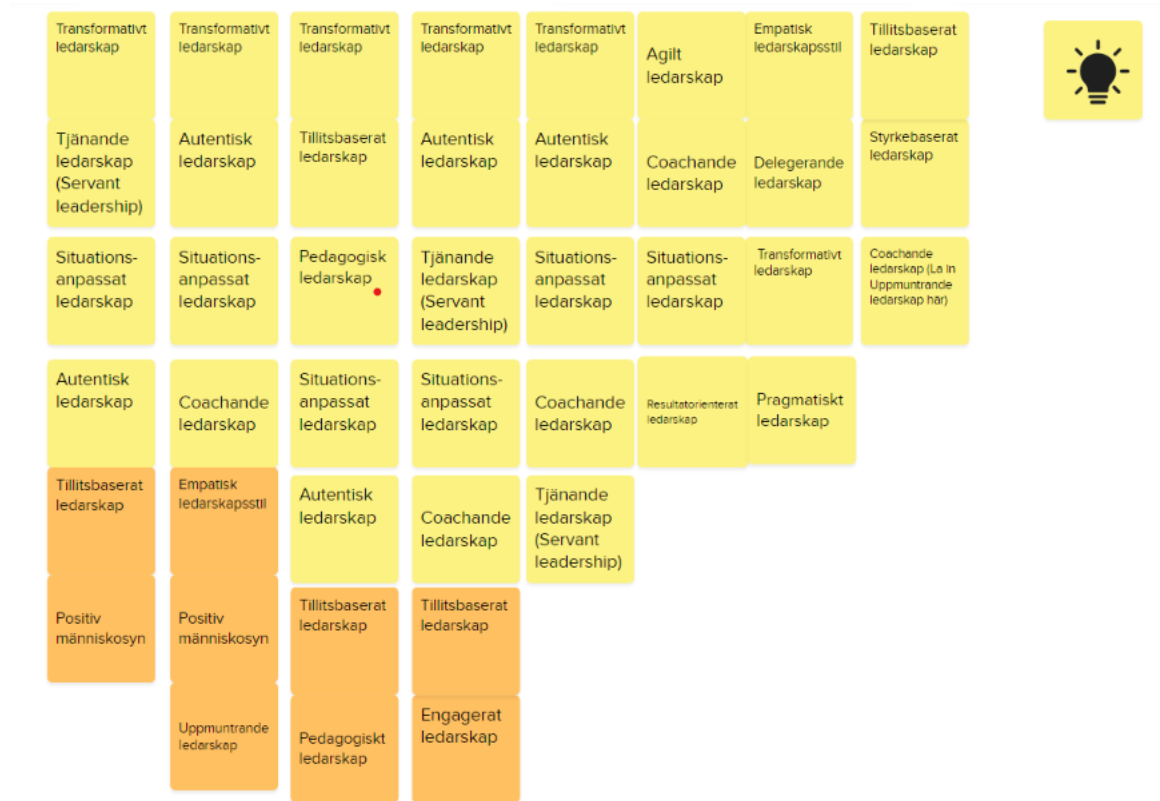 Transformativt
ledarskap
Transformativt
ledarskap
Transformativt
ledarskap
Transformativt
ledarskap
Transformativt
ledarskap
Agilt
ledarskap
Empatisk
ledarskapsstil
Tillitsbaserat
ledarskap
Tjänande
ledarskap
(Servant
leadership)
Autentisk
ledarskap
Tillitsbaserat
ledarskap
Autentisk
ledarskap
Autentisk
ledarskap
Coachande
ledarskap
Delegerande
ledarskap
Styrkebaserat
ledarskap
Situations-
anpassat
ledarskap
Situations-
anpassat
ledarskap
Pedagogisk
ledarskap
Tjänande
ledarskap
(Servant
leadership)
Situations-
anpassat
ledarskap
Situations-
anpassat
ledarskap
Transformativt
ledarskap
Coachande
ledarskap (La in
Uppmuntrande
ledarskap här)
Autentisk
ledarskap
Coachande
ledarskap
Situations-
anpassat
ledarskap
Situations-
anpassat
ledarskap
Coachande
ledarskap
Resultatorienterat
ledarskap
Pragmatiskt
ledarskap
Tillitsbaserat
ledarskap
Empatisk
ledarskapsstil
Autentisk
ledarskap
Coachande
ledarskap
Tjänande
ledarskap
(Servant
leadership)
Positiv
människosyn
Positiv
människosyn
Tillitsbaserat
ledarskap
Tillitsbaserat
ledarskap
Uppmuntrande
ledarskap
Pedagogiskt
ledarskap
Engagerat
ledarskap